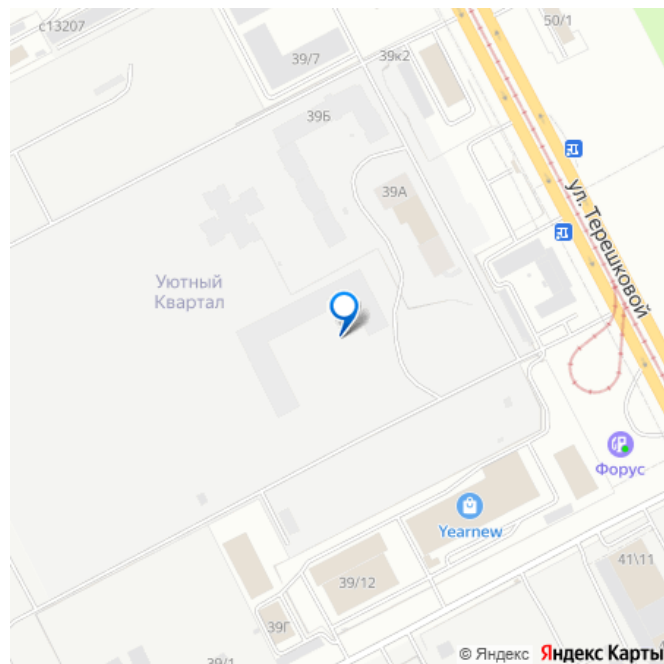 с13207
50/1
39/7
39к2
39Б
39А
ул. Терешковой
Уютный
Квартал
Форус
Yearnew
39/12
41\11
39Г
39/1
4
© Яндекс Яндекс Карты